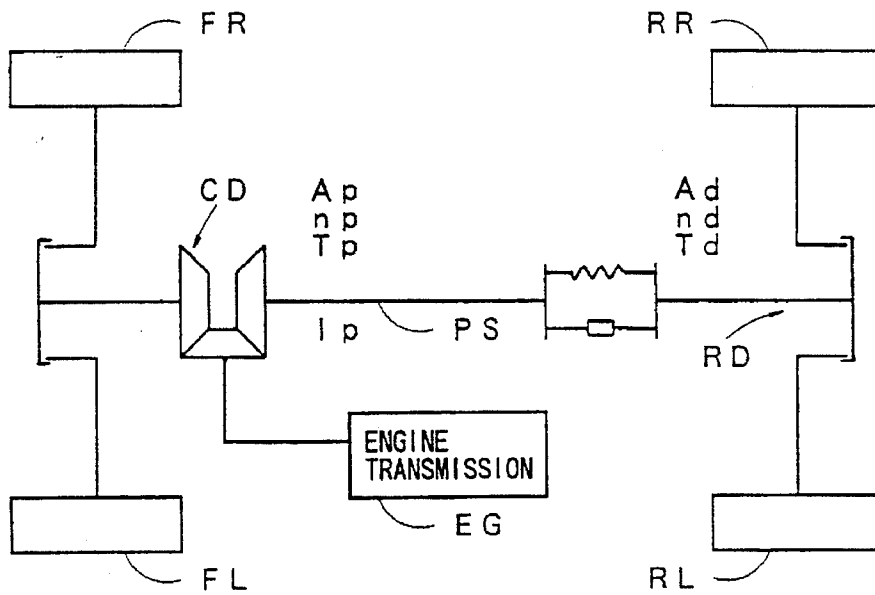 FR
RR
CD
Ap
np
Tp
Ad
nd
Td
Ip
PS
RD
ENGINE
TRANSMISSION
EG
FL
RL